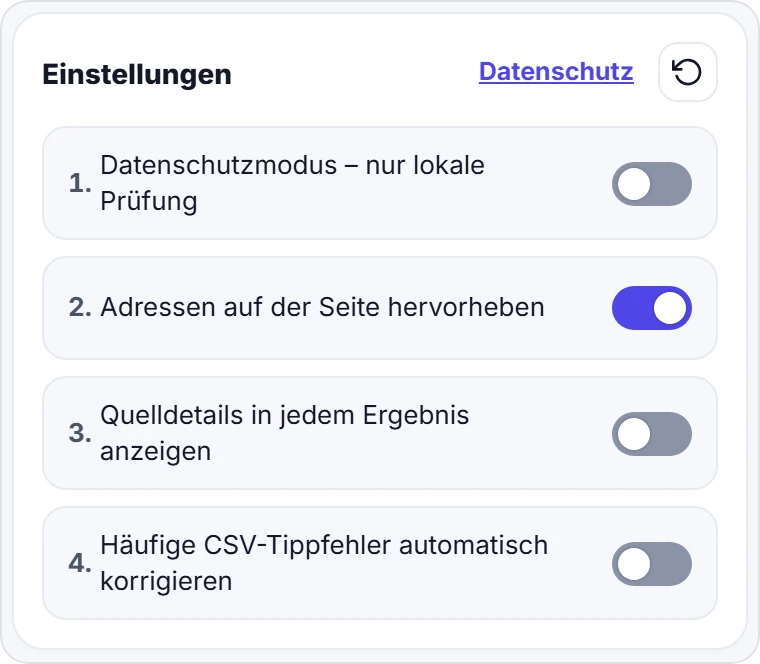 Einstellungen
Datenschutz
1. Datenschutzmodus – nur lokale
Prüfung
2. Adressen auf der Seite hervorheben
3. Quelldetails in jedem Ergebnis
anzeigen
4. Häufige CSV-Tippfehler automatisch
korrigieren